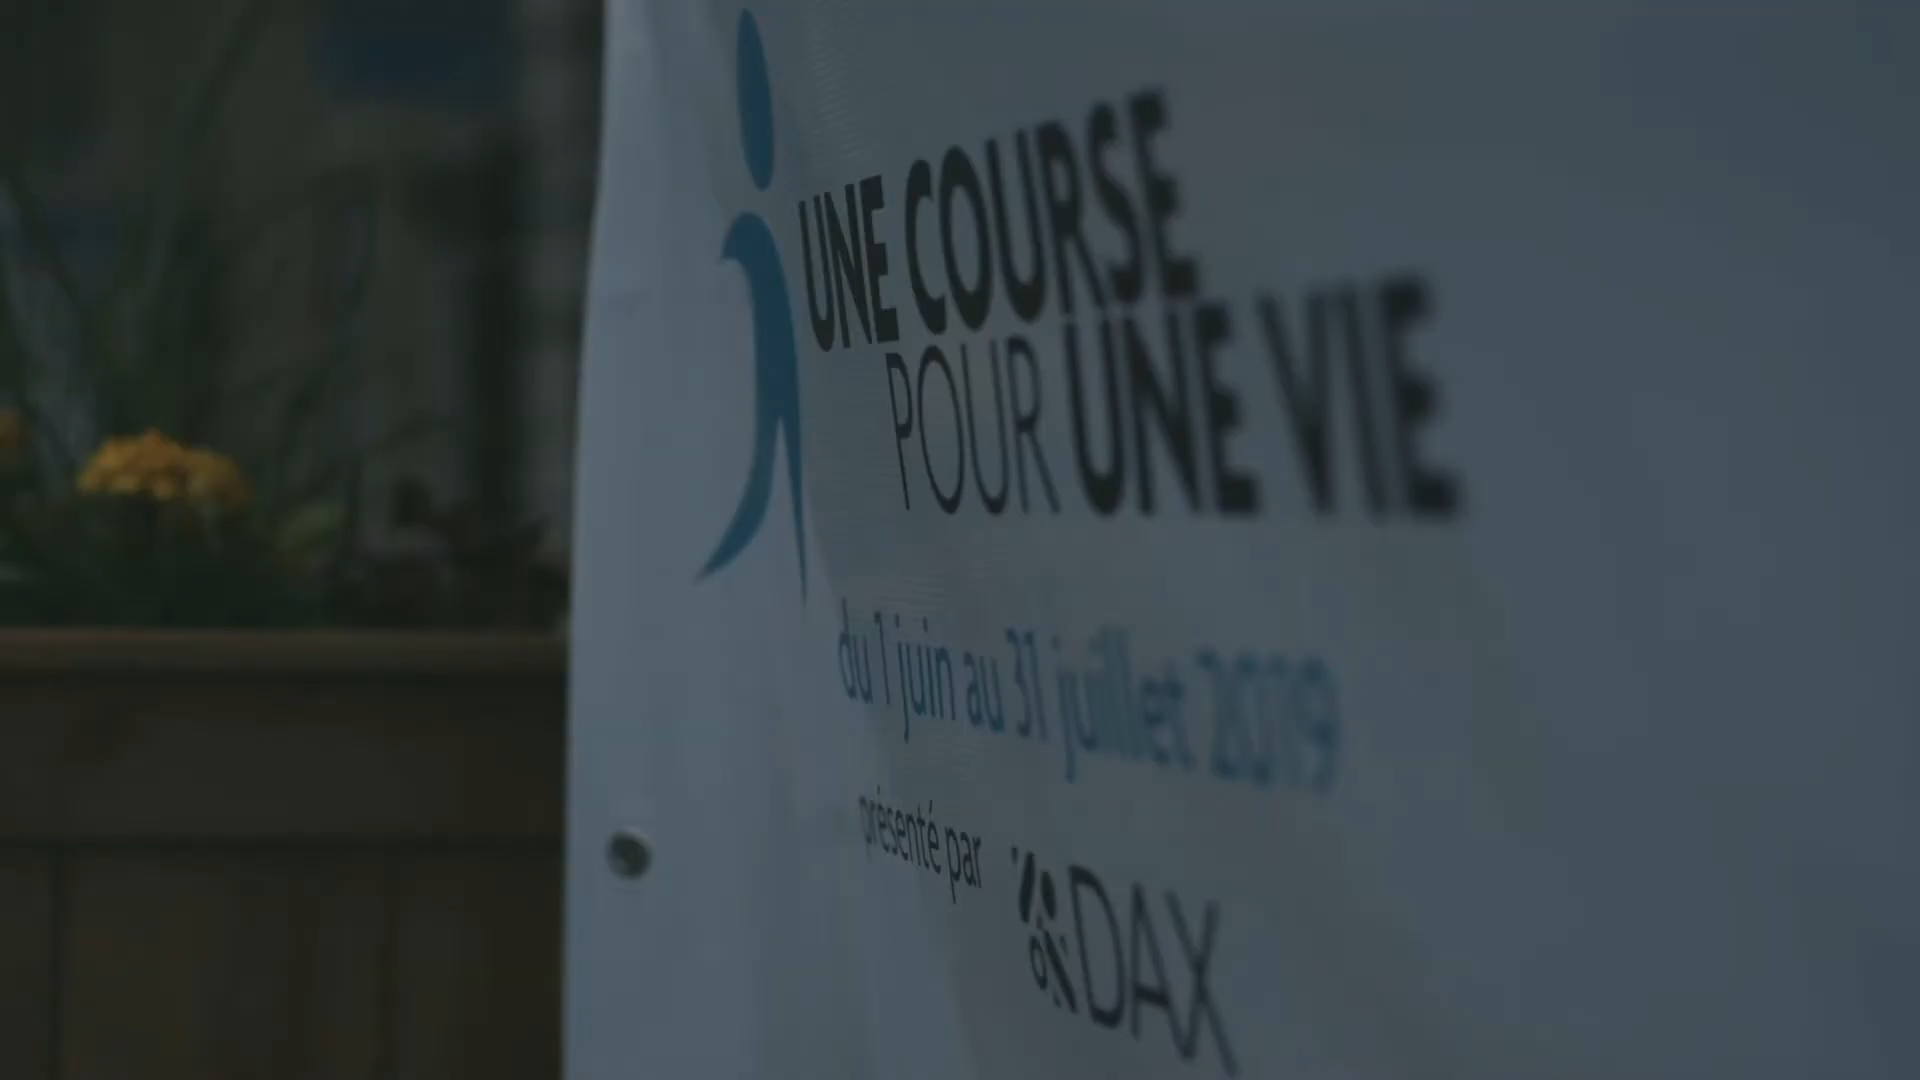 UNE COURSE
POUR UNE VIE
du 1 juin au 31 juillet 2019
présenté par
DAX